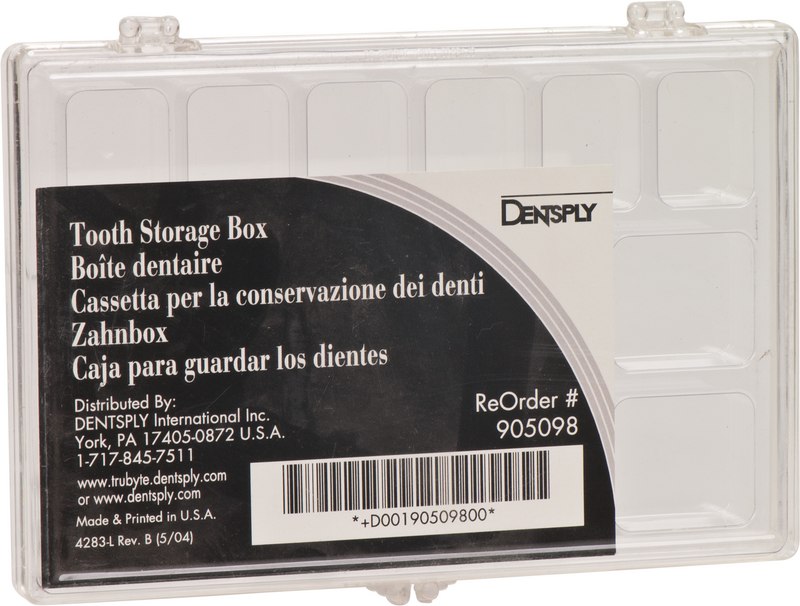 DENTSPLY
Tooth Storage Box
Boîte dentaire
Cassetta per la conservazione dei denti
Zahnbox
Caja para guardar los dientes
Distributed By:
DENTSPLY International Inc.
York, PA 17405-0872 U.S.A.
1-717-845-7511
www.trubyte.dentsply.com
or www.dentsply.com
Made & Printed in U.S.A.
4283-L Rev. B (5/04)
ReOrder #
905098
*+D00190509800*